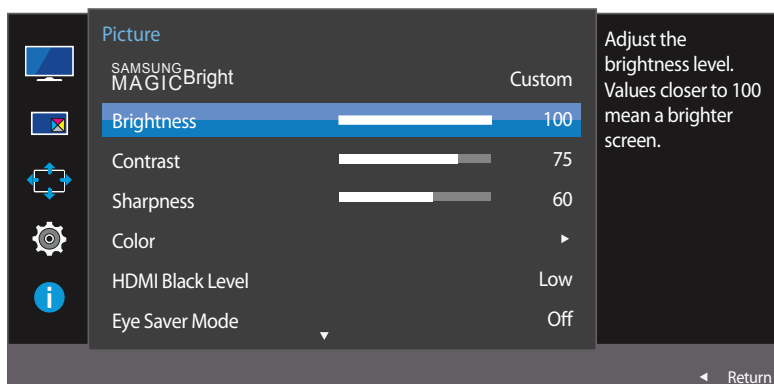 Picture
SAMSUNG
MAGICBright Custom
Brightness 100
Contrast 75
Sharpness 60
Color
HDMI Black Level Low
Eye Saver Mode Off
Adjust the
brightness level.
Values closer to 100
mean a brighter
screen.
Return